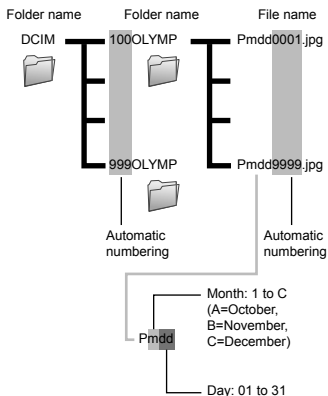 Folder name Folder name File name
DCIM 100OLYMP Pmdd0001.jpg
999OLYMP Pmdd9999.jpg
Automatic
numbering
Automatic
numbering
Month: 1 to C
(A=October,
B=November,
C=December)
Pmdd
Day: 01 to 31